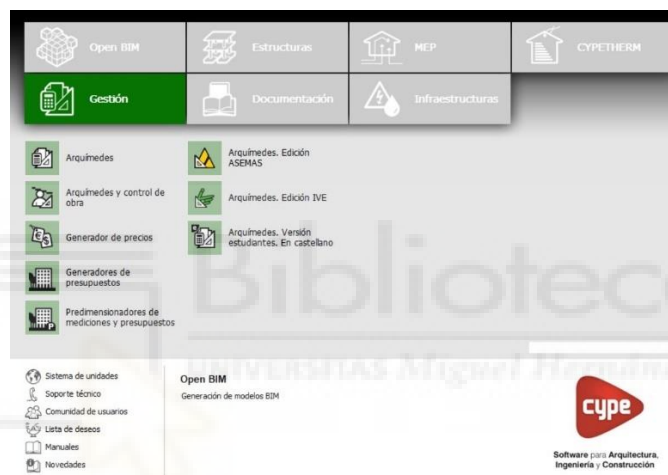 Open BIM
Estructuras
MEP
CYPETHERM
Gestión
Documentación
Infraestructuras
Arquímedes
Arquímedes y control de
obra
Generador de precios
Generadores de
presupuestos
Predimensionadores de
mediciones y presupuestos
Arquímedes. Edición
ASEMAS
Arquímedes. Edición IVE
Arquímedes. Versión
estudiantes. En castellano
Bibliotec
UNIVERSITAS Miguel Hernánd
Sistema de unidades
Soporte técnico
Comunidad de usuarios
Lista de deseos
Manuales
Novedades
Open BIM
Generación de modelos BIM
cype
Software para Arquitectura,
Ingeniería y Construcción